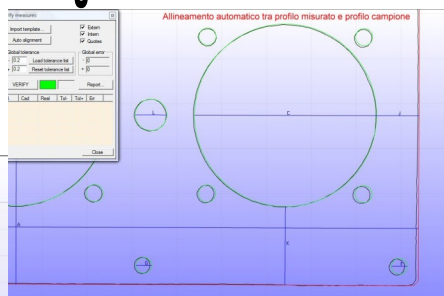 Allineamento automatico tra profilo misurato e profilo campione
fy measures
Import template...
Auto alignment
Extern
Intern
Quotes
Global tolerance
Global error
- 0.2 Load tolerance list - 0
+ 0.2 Reset tolerance list + 0
VERIFY Report...
Cad Real Tol- Tol+ Err
Close
L
C
J
A
K